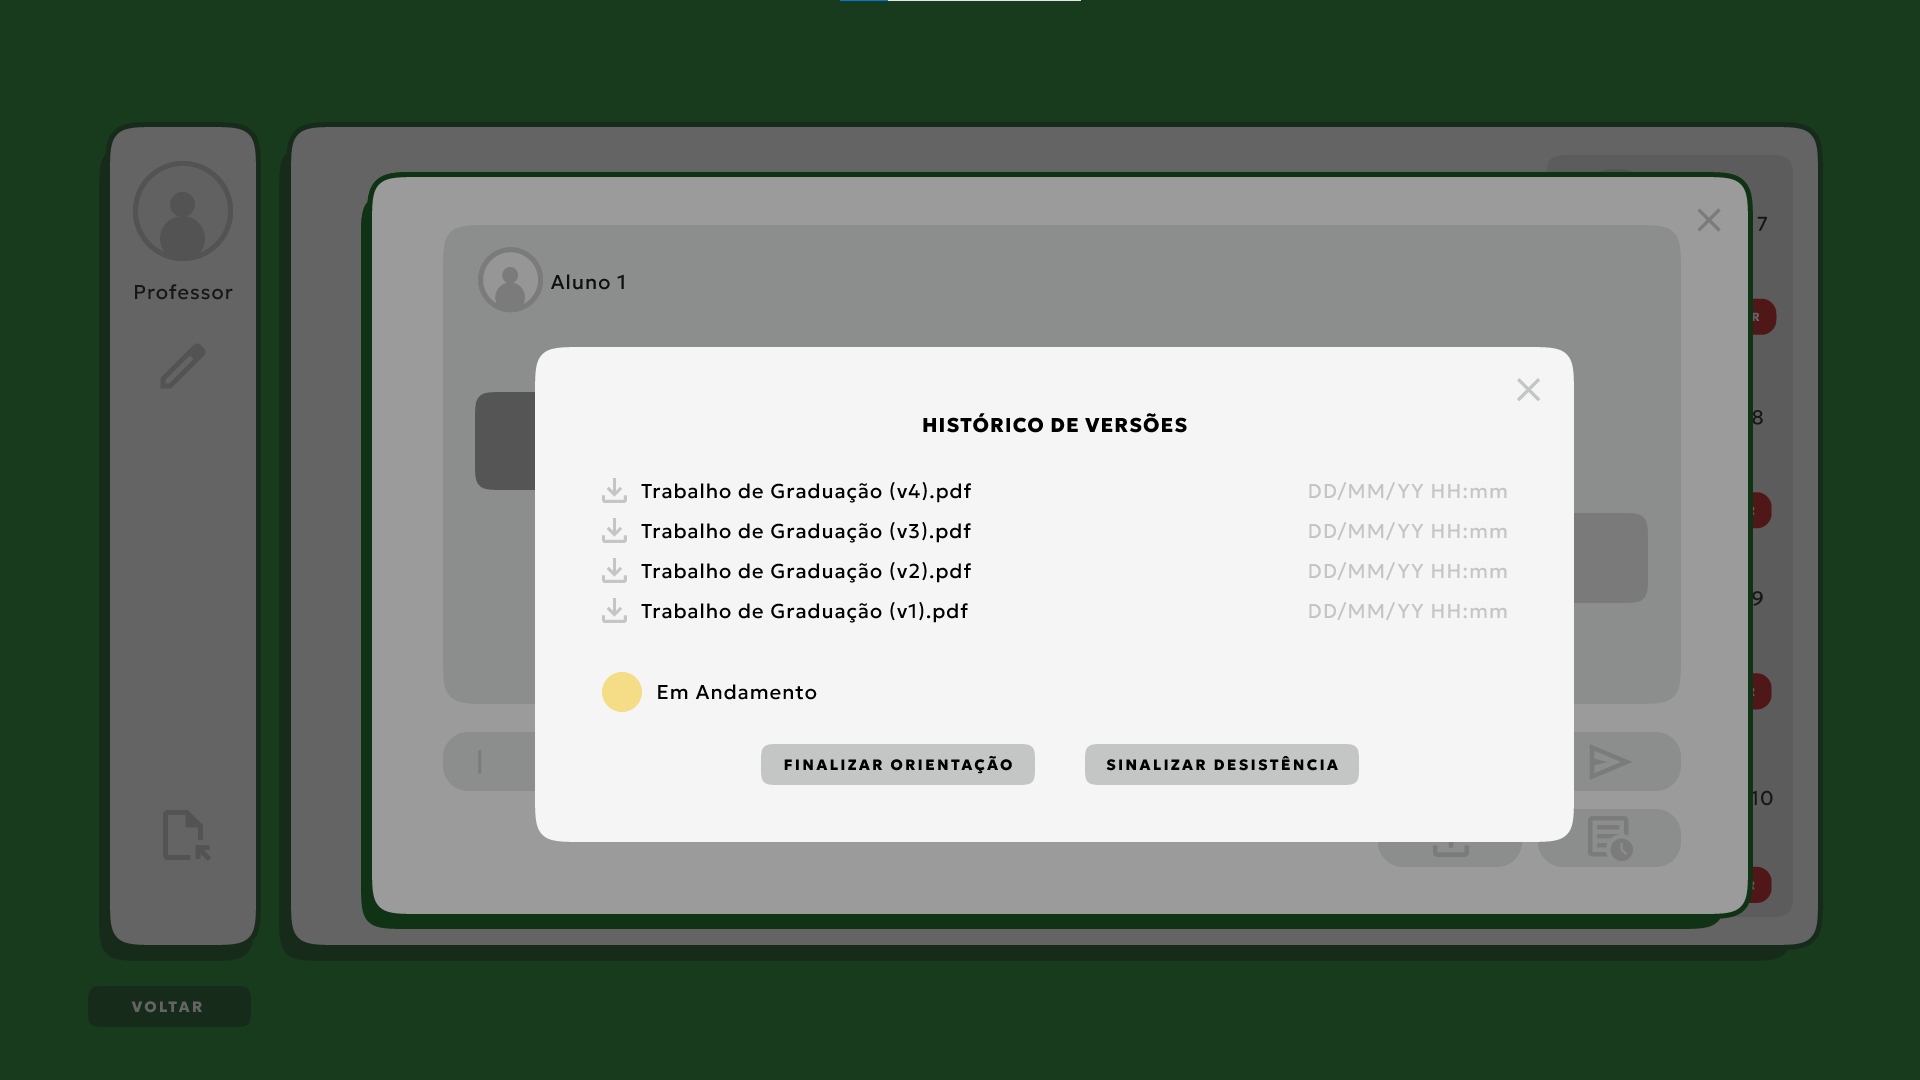 Professor
VOLTAR
Aluno 1
7
R
8
9
10
HISTÓRICO DE VERSÕES
Trabalho de Graduação (v4).pdf DD/MM/YY HH:mm
Trabalho de Graduação (v3).pdf DD/MM/YY HH:mm
Trabalho de Graduação (v2).pdf DD/MM/YY HH:mm
Trabalho de Graduação (v1).pdf DD/MM/YY HH:mm
Em Andamento
FINALIZAR ORIENTAÇÃO SINALIZAR DESISTÊNCIA